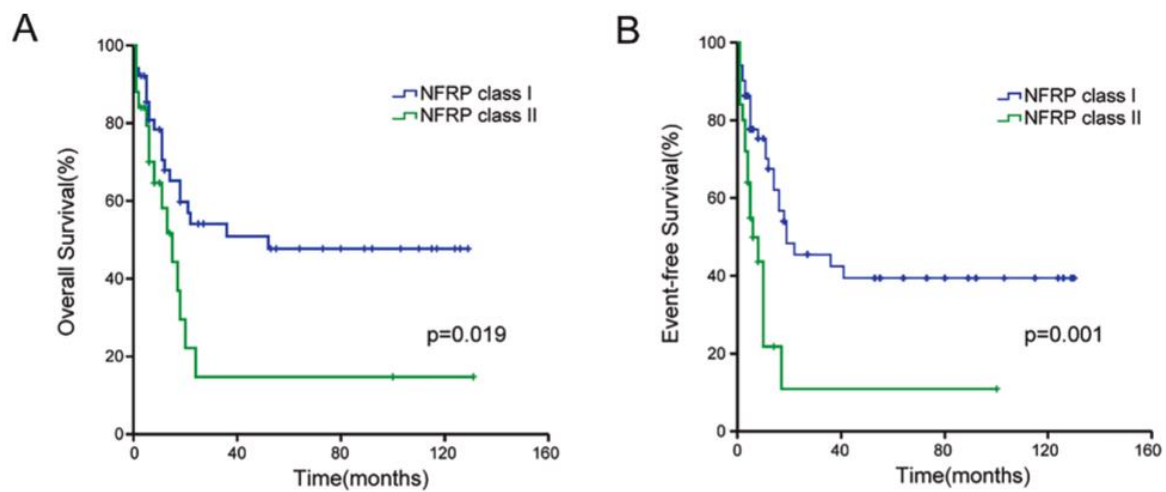 A
Overall Survival(%)
100
80
60
40
20
0
NFRP class I
NFRP class II
p=0.019
0 40 80 120 160
Time(months)
B
Event-free Survival(%)
100
80
60
40
20
0
NFRP class I
NFRP class II
p=0.001
0 40 80 120 160
Time(months)